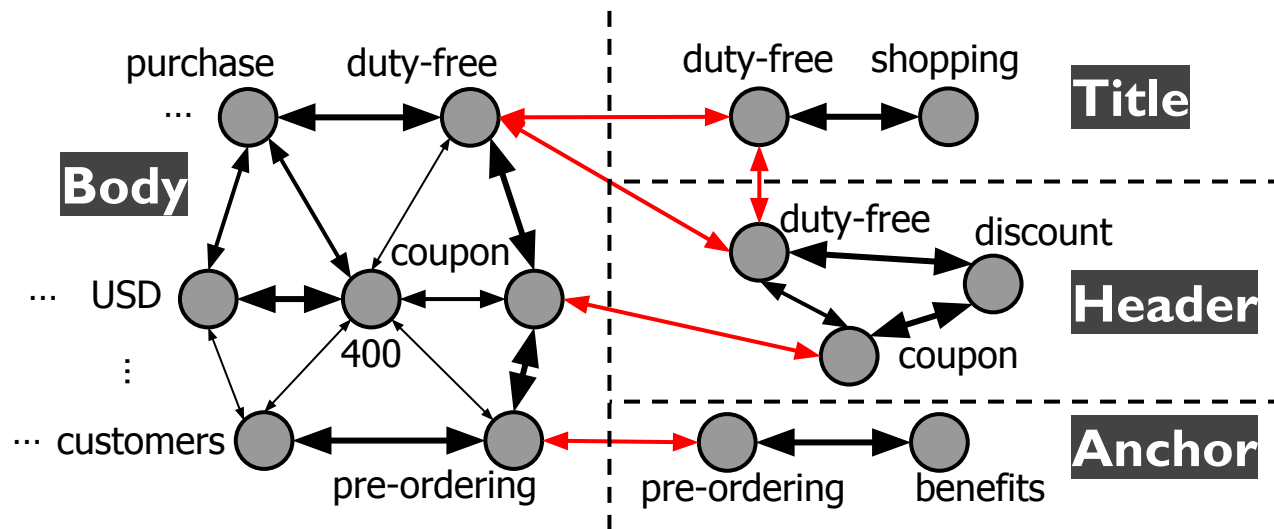 purchase duty-free duty-free shopping
... Title
Body
duty-free discount
coupon
... USD Header
400 coupon
...
... customers Anchor
pre-ordering pre-ordering benefits